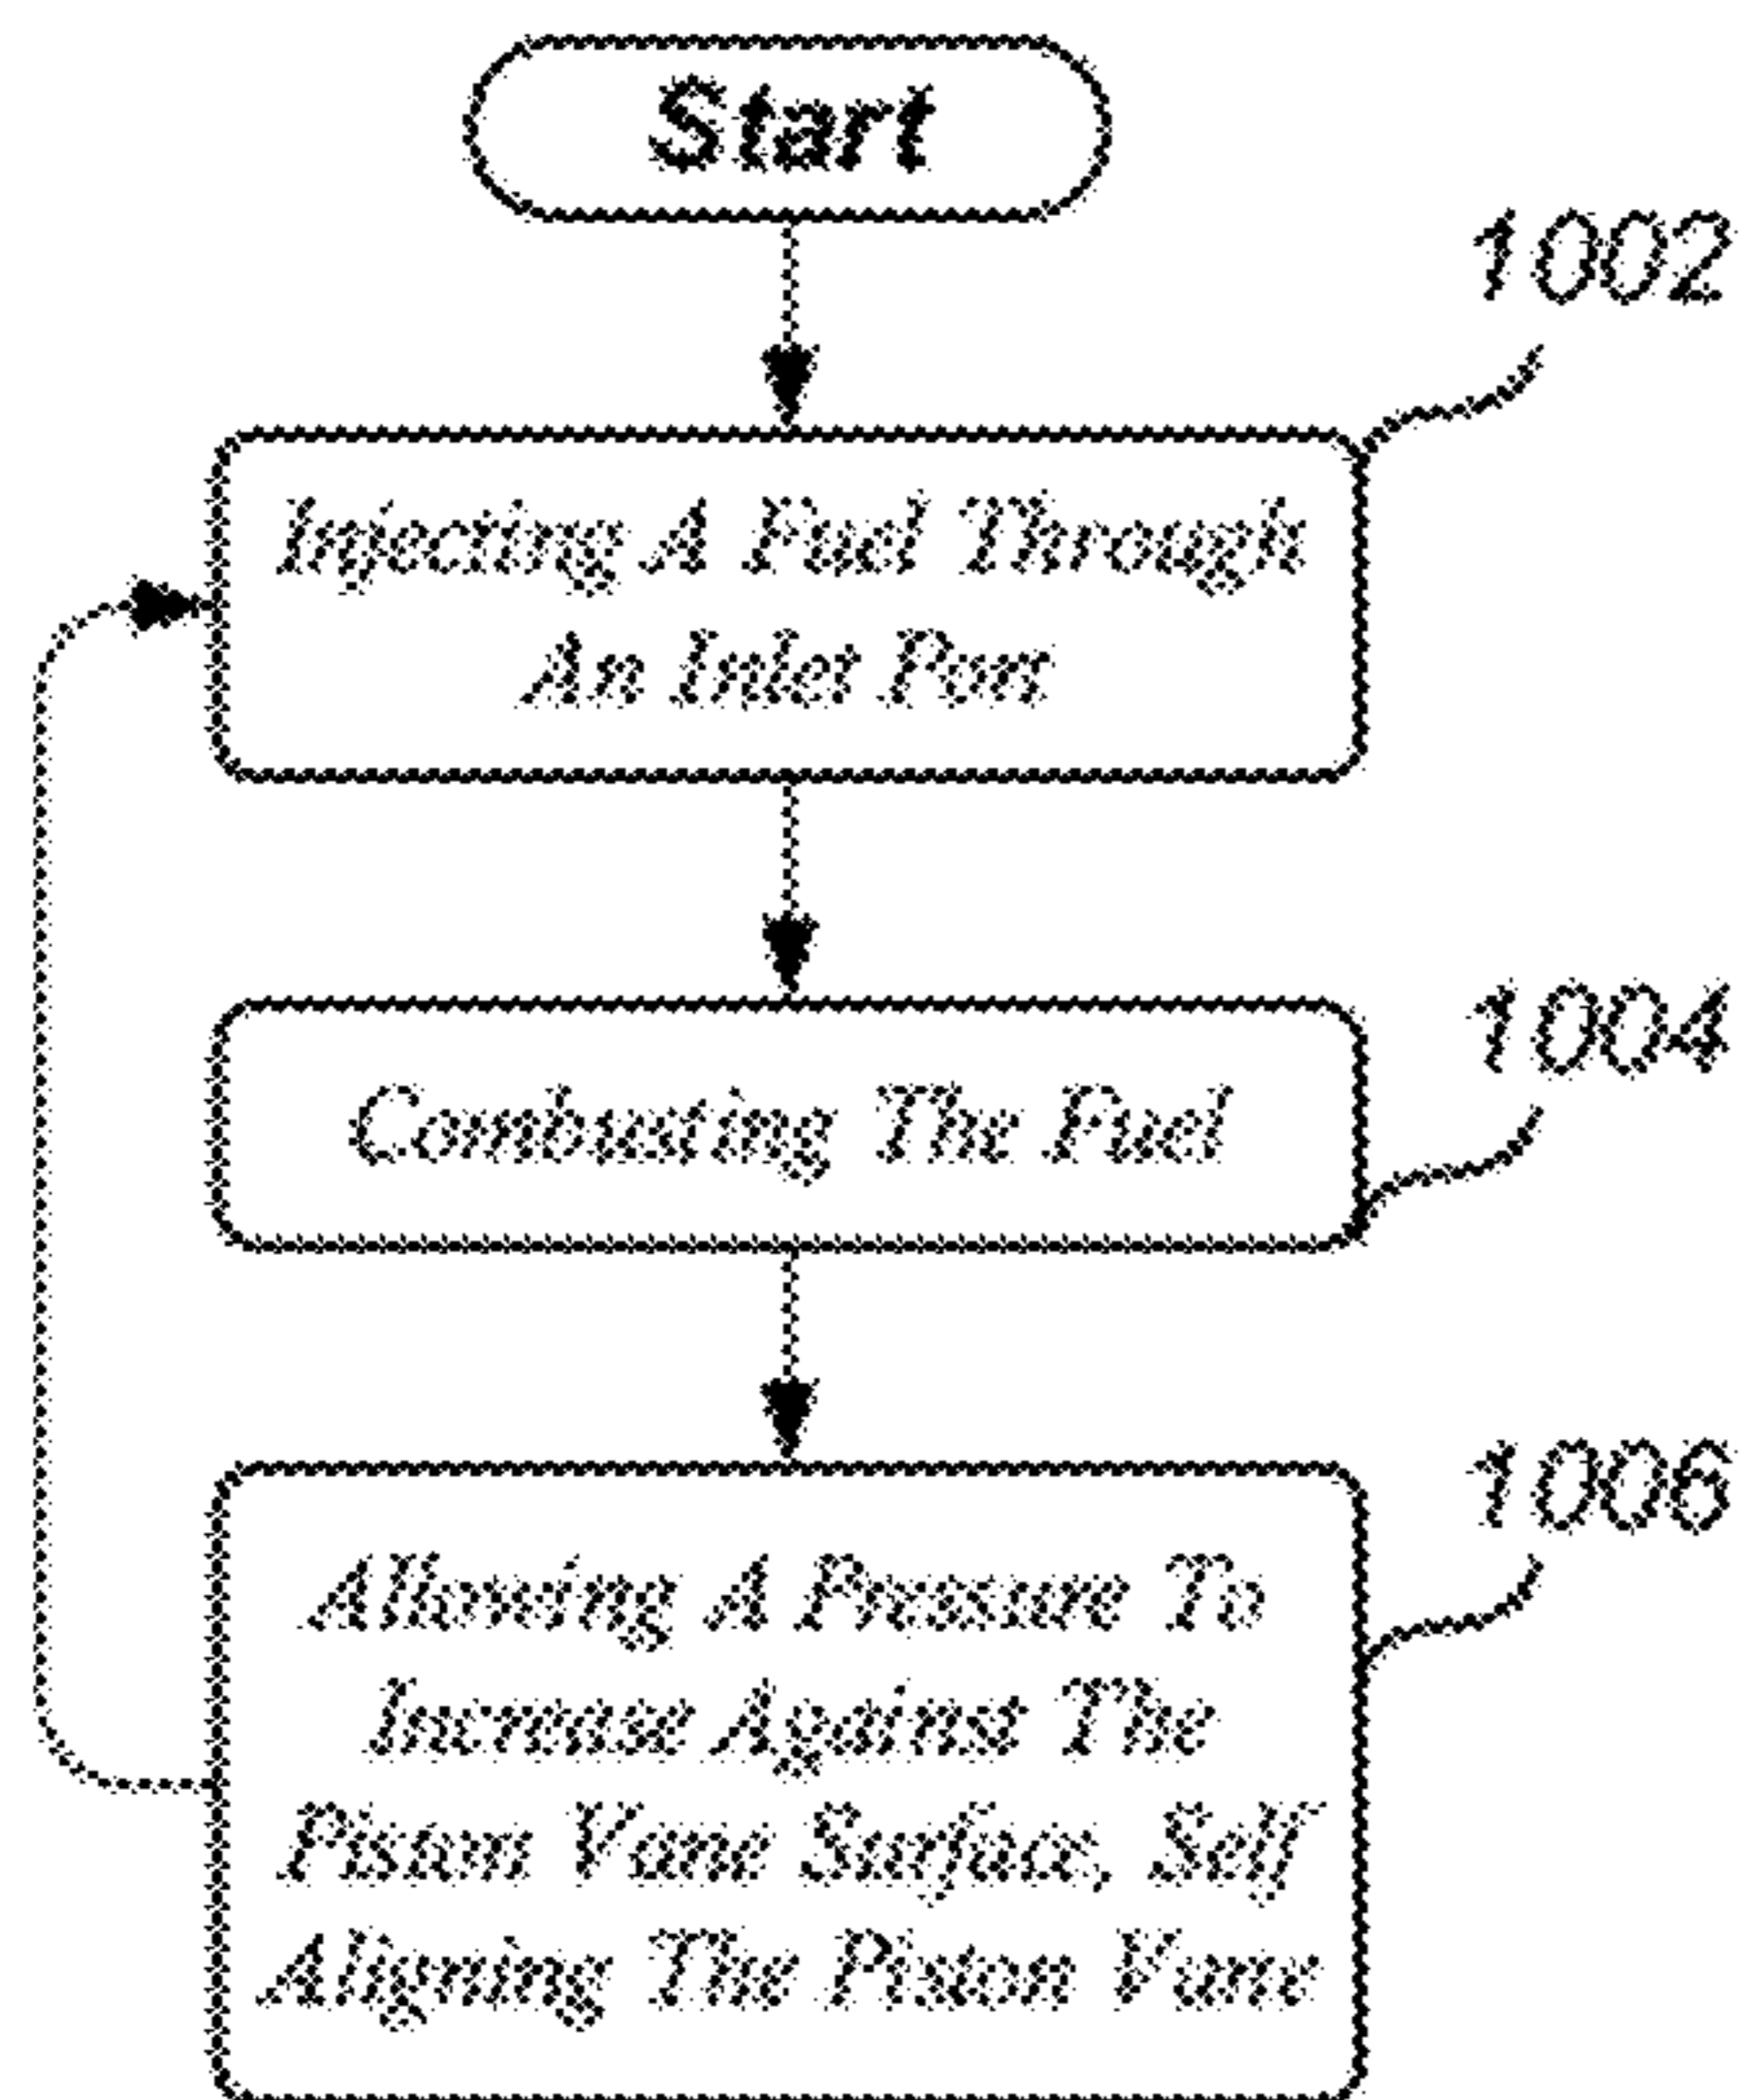 Start
1002
Injecting A Fuel Through
An Inlet Port
1004
Combusting The Fuel
1006
Allowing A Pressure To
Increase Against The
Piston Vane Surface, Self
Aligning The Piston Vane